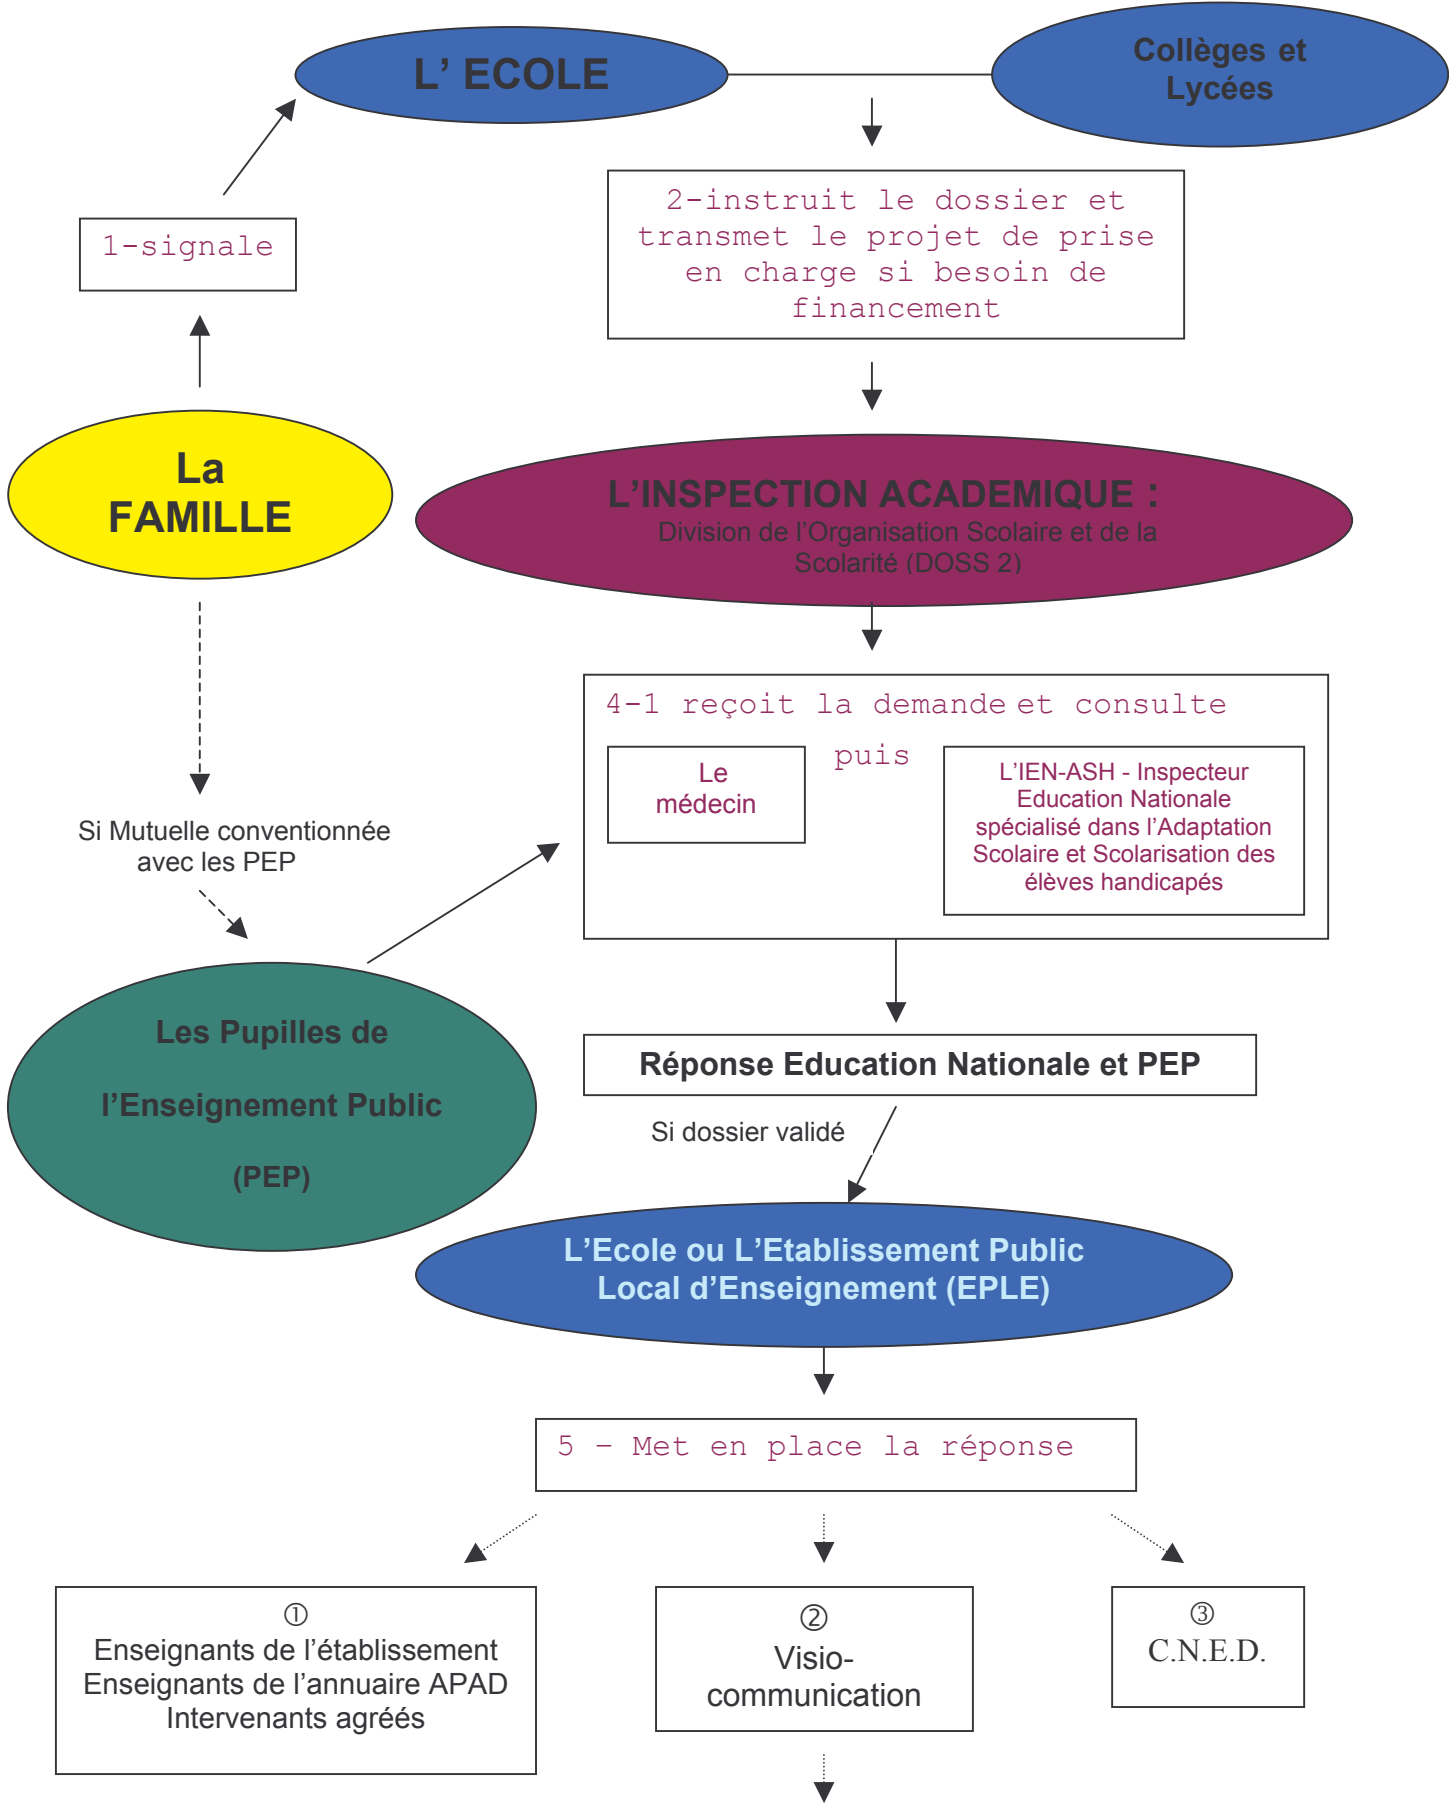 L' ECOLE
Collèges et
Lycées
1-signale
2-instruit le dossier et
transmet le projet de prise
en charge si besoin de
financement
La
FAMILLE
L'INSPECTION ACADEMIQUE :
Division de l'Organisation Scolaire et de la
Scolarité (DOSS 2)
4-1 reçoit la demande et consulte
puis
Le
médecin
L'IEN-ASH - Inspecteur
Education Nationale
spécialisé dans l'Adaptation
Scolaire et Scolarisation des
élèves handicapés
Si Mutuelle conventionnée
avec les PEP
Les Pupilles de
l'Enseignement Public
(PEP)
Réponse Education Nationale et PEP
Si dossier validé
L'Ecole ou L'Etablissement Public
Local d'Enseignement (EPLE)
5 – Met en place la réponse
①
Enseignants de l'établissement
Enseignants de l'annuaire APAD
Intervenants agréés
②
Visio-
communication
③
C.N.E.D.